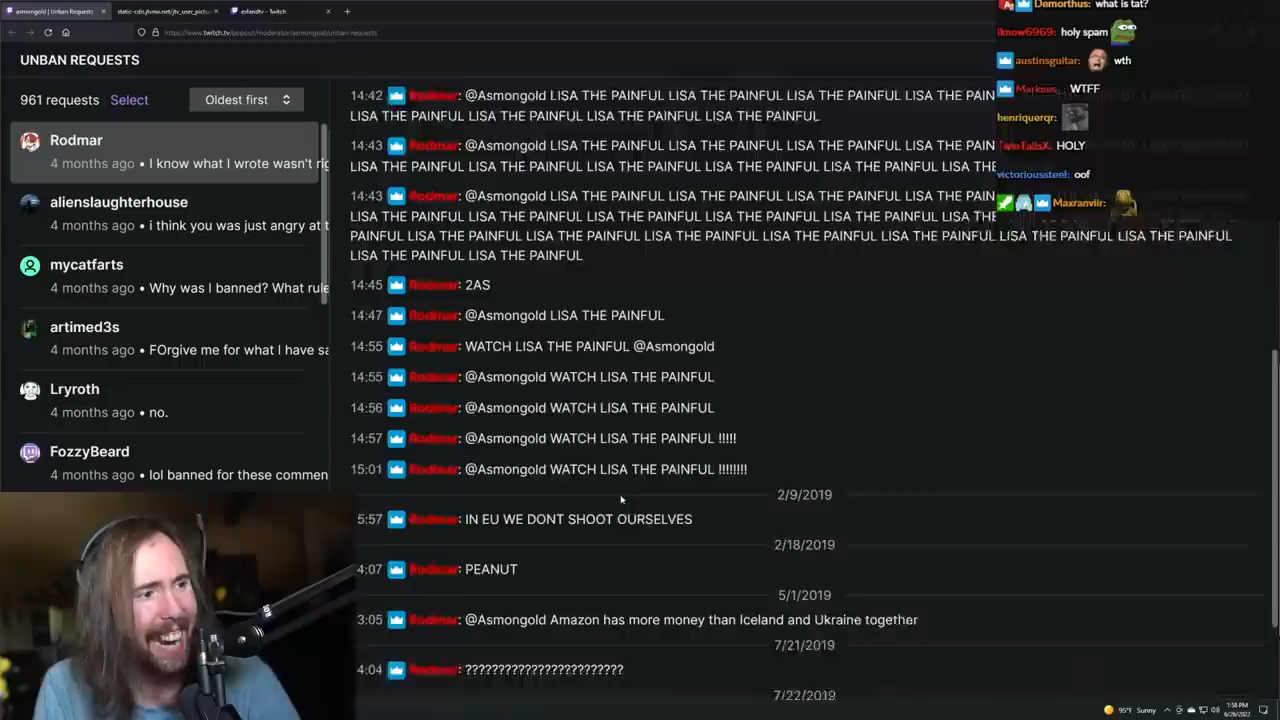 asmongold | Unban Requests
static-cdn.jtvnw.net/jtv_user_pictur
esfandtv - Twitch
https://www.twitch.tv/popout/moderator/asmongold/unban-requests
UNBAN REQUESTS
961 requests Select Oldest first
Rodmar
4 months ago • I know what I wrote wasn't rig
alienslaughterhouse
4 months ago • i think you was just angry at t
mycatfarts
4 months ago • Why was I banned? What rule
artimed3s
4 months ago • FOrgive me for what I have sa
Lryroth
4 months ago • no.
FozzyBeard
4 months ago • lol banned for these commen
14:42 Rodmar: @Asmongold LISA THE PAINFUL LISA THE PAINFUL LISA THE PAINFUL LISA THE PAIN
LISA THE PAINFUL LISA THE PAINFUL LISA THE PAINFUL LISA THE PAINFUL
14:43 Rodmar: @Asmongold LISA THE PAINFUL LISA THE PAINFUL LISA THE PAINFUL LISA THE PAIN
LISA THE PAINFUL LISA THE PAINFUL LISA THE PAINFUL LISA THE PAINFUL LISA THE PAINFUL LISA THE
14:43 Rodmar: @Asmongold LISA THE PAINFUL LISA THE PAINFUL LISA THE PAINFUL LISA THE PAIN
LISA THE PAINFUL LISA THE PAINFUL LISA THE PAINFUL LISA THE PAINFUL LISA THE PAINFUL LISA THE
PAINFUL LISA THE PAINFUL LISA THE PAINFUL LISA THE PAINFUL LISA THE PAINFUL LISA THE PAINFUL LISA THE PAINFUL LISA THE PAINFUL
LISA THE PAINFUL LISA THE PAINFUL
14:45 Rodmar: 2AS
14:47 Rodmar: @Asmongold LISA THE PAINFUL
14:55 Rodmar: WATCH LISA THE PAINFUL @Asmongold
14:55 Rodmar: @Asmongold WATCH LISA THE PAINFUL
14:56 Rodmar: @Asmongold WATCH LISA THE PAINFUL
14:57 Rodmar: @Asmongold WATCH LISA THE PAINFUL !!!!!
15:01 Rodmar: @Asmongold WATCH LISA THE PAINFUL !!!!!!!!
2/9/2019
5:57 Rodmar: IN EU WE DONT SHOOT OURSELVES
2/18/2019
4:07 Rodmar: PEANUT
5/1/2019
3:05 Rodmar: @Asmongold Amazon has more money than Iceland and Ukraine together
7/21/2019
4:04 Rodmar: ????????????????????????
7/22/2019
Demorthus: what is tat?
iknow6969: holy spam
austinsguitar: wth
WTFF
henriquerqr:
HOLY
victorioussteel: oof
Maxranviir:
95°F Sunny
1:58 PM
6/26/2022